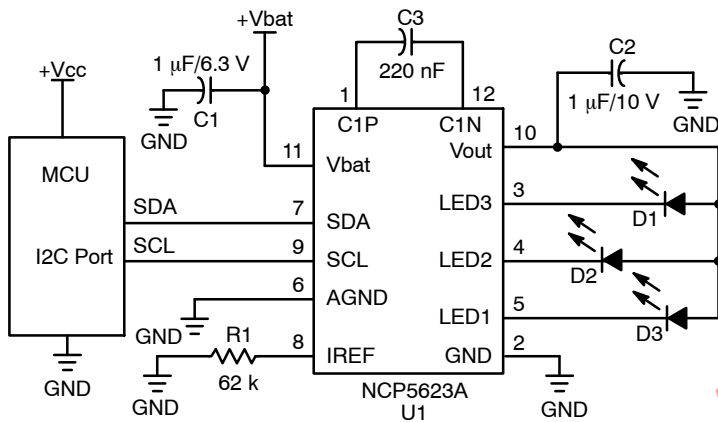 +Vbat
C3
+Vcc
1 μF/6.3 V
220 nF
C2
1 μF/10 V
GND
C1
1
12
C1P
C1N
10
Vout
GND
MCU
11
Vbat
3
LED3
D1
SDA
7
SDA
SCL
I2C Port
9
SCL
4
LED2
D2
6
AGND
GND
5
LED1
D3
R1
8
IREF
2
GND
GND
62 k
GND
GND
NCP5623A
U1